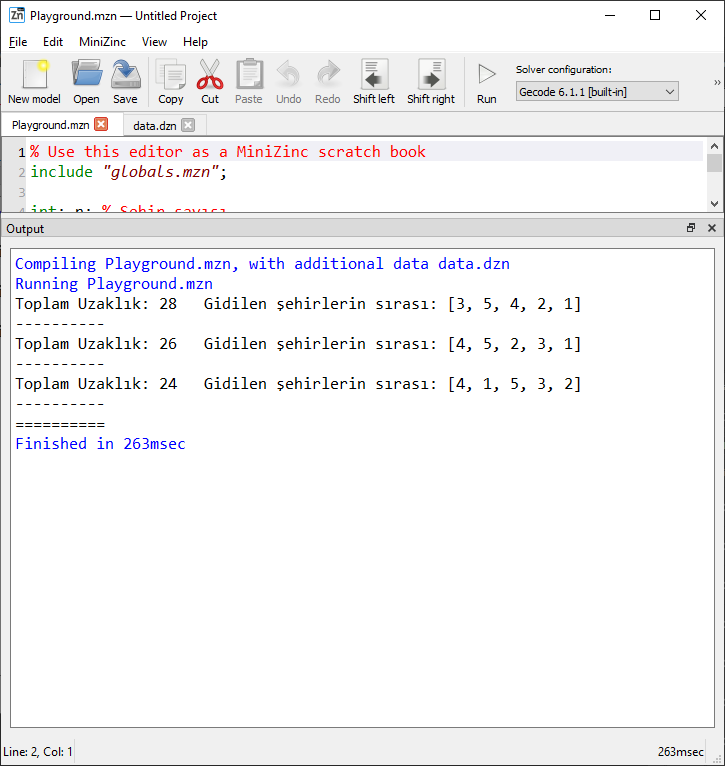 Playground.mzn — Untitled Project
File Edit MiniZinc View Help
New model Open Save Copy Cut Paste Undo Redo Shift left Shift right Run
Solver configuration:
Gecode 6.1.1 [built-in]
Playground.mzn data.dzn
1 % Use this editor as a MiniZinc scratch book
2 include "globals.mzn";
3
int: n; % Şehir sayısı
Output
Compiling Playground.mzn, with additional data data.dzn
Running Playground.mzn
Toplam Uzaklık: 28 Gidilen şehirlerin sırası: [3, 5, 4, 2, 1]
----------
Toplam Uzaklık: 26 Gidilen şehirlerin sırası: [4, 5, 2, 3, 1]
----------
Toplam Uzaklık: 24 Gidilen şehirlerin sırası: [4, 1, 5, 3, 2]
----------
==========
Finished in 263msec
Line: 2, Col: 1 263msec